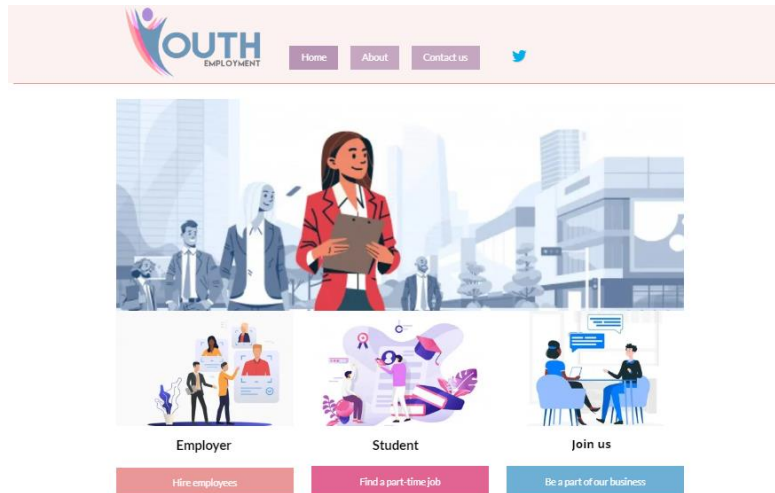 YOUTH
EMPLOYMENT
Home About Contact us
Employer Student Join us
Hire employees Find a part-time job Be a part of our business